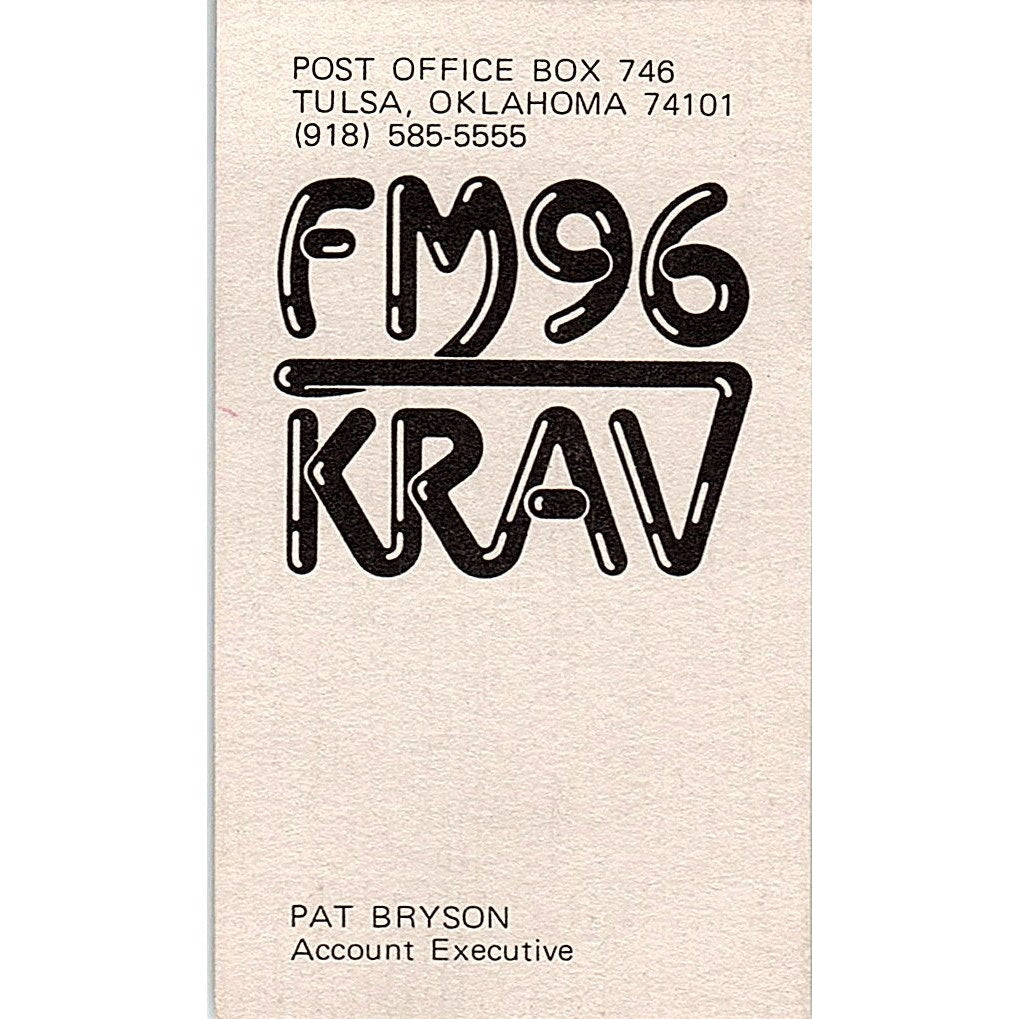 POST OFFICE BOX 746
TULSA, OKLAHOMA 74101
(918) 585-5555
FM96
KRAV
PAT BRYSON
Account Executive